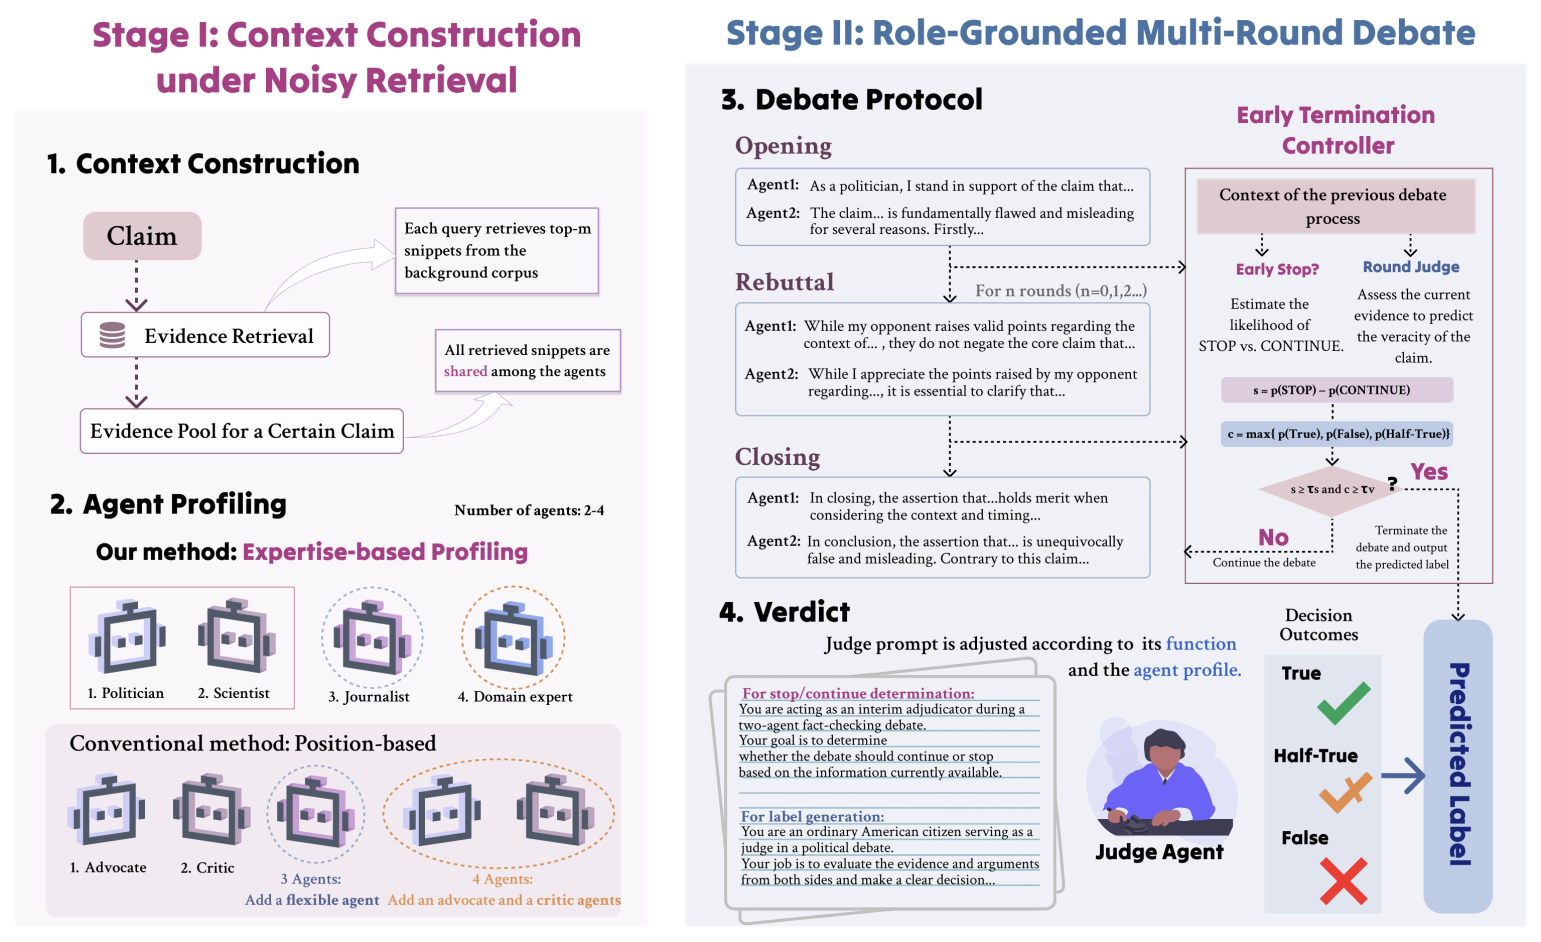 Stage I: Context Construction
under Noisy Retrieval
1. Context Construction
Claim
Each query retrieves top-m
snippets from the
background corpus
Evidence Retrieval
All retrieved snippets are
shared among the agents
Evidence Pool for a Certain Claim
2. Agent Profiling
Number of agents: 2-4
Our method: Expertise-based Profiling
1. Politician
2. Scientist
3. Journalist
4. Domain expert
Conventional method: Position-based
1. Advocate
2. Critic
3 Agents:
Add a flexible agent
4 Agents:
Add an advocate and a critic agents
Stage II: Role-Grounded Multi-Round Debate
3. Debate Protocol
Opening
Agent1: As a politician, I stand in support of the claim that...
Agent2: The claim... is fundamentally flawed and misleading
for several reasons. Firstly...
Rebuttal
For n rounds (n=0,1,2...)
Agent1: While my opponent raises valid points regarding the
context of... , they do not negate the core claim that...
Agent2: While I appreciate the points raised by my opponent
regarding..., it is essential to clarify that...
Closing
Agent1: In closing, the assertion that...holds merit when
considering the context and timing...
Agent2: In conclusion, the assertion that... is unequivocally
false and misleading. Contrary to this claim...
Early Termination
Controller
Context of the previous debate
process
Early Stop?
Estimate the
likelihood of
STOP vs. CONTINUE.
Round Judge
Assess the current
evidence to predict
the veracity of the
claim.
s = p(STOP) – p(CONTINUE)
c = max{ p(True), p(False), p(Half-True)}
s ≥ τs and c ≥ τv ?
Yes
No
Continue the debate
Terminate the
debate and output
the predicted label
4. Verdict
Judge prompt is adjusted according to its function
and the agent profile.
For stop/continue determination:
You are acting as an interim adjudicator during a
two-agent fact-checking debate.
Your goal is to determine
whether the debate should continue or stop
based on the information currently available.
For label generation:
You are an ordinary American citizen serving as a
judge in a political debate.
Your job is to evaluate the evidence and arguments
from both sides and make a clear decision...
Judge Agent
Decision
Outcomes
True
Half-True
False
Predicted Label